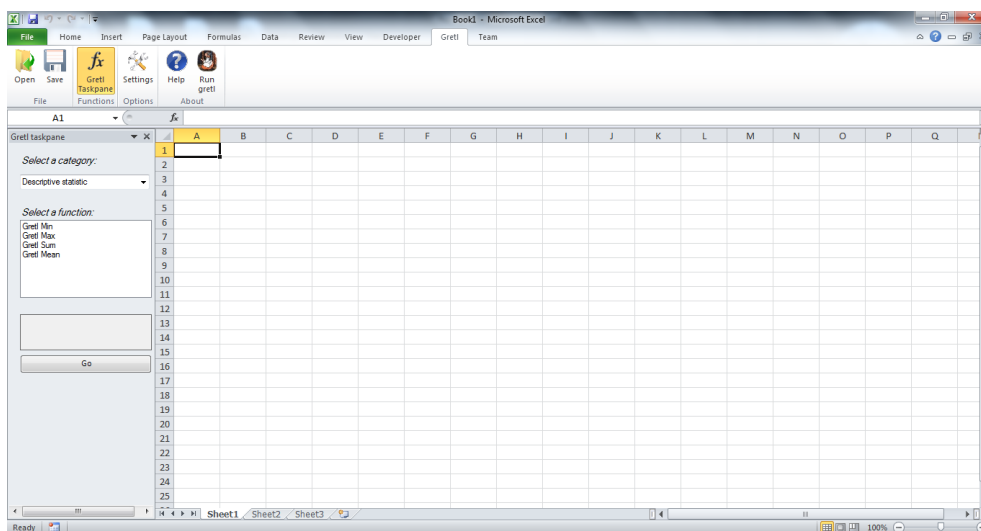 Book1 - Microsoft Excel
File Home Insert Page Layout Formulas Data Review View Developer Gretl Team
Open Save Gretl Taskpane Settings Help Run gretl
File Functions Options About
A1 fx
Gretl taskpane
A B C D E F G H I J K L M N O P Q
Select a category:
Descriptive statistic
Select a function:
Gretl Min
Gretl Max
Gretl Sum
Gretl Mean
Go
1
2
3
4
5
6
7
8
9
10
11
12
13
14
15
16
17
18
19
20
21
22
23
24
25
Sheet1 Sheet2 Sheet3
Ready 100%